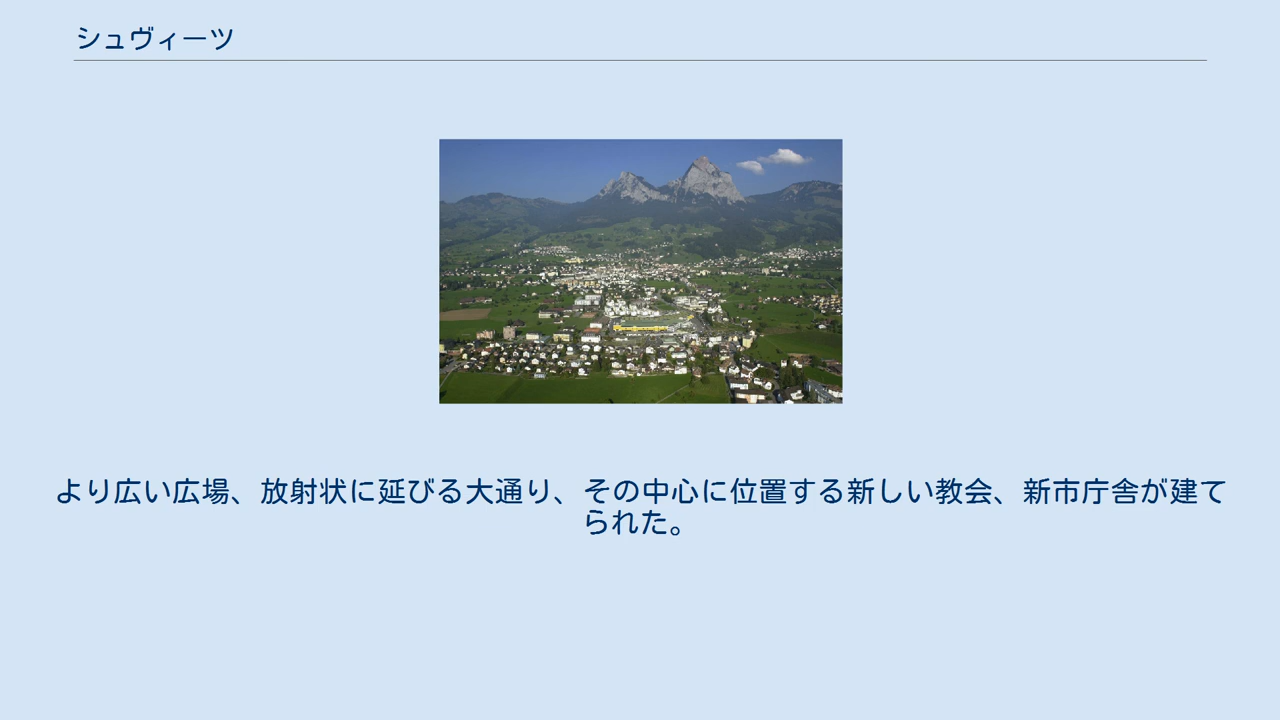 シュヴィーツ
より広い広場、放射状に延びる大通り、その中心に位置する新しい教会、新市庁舎が建て
られた。